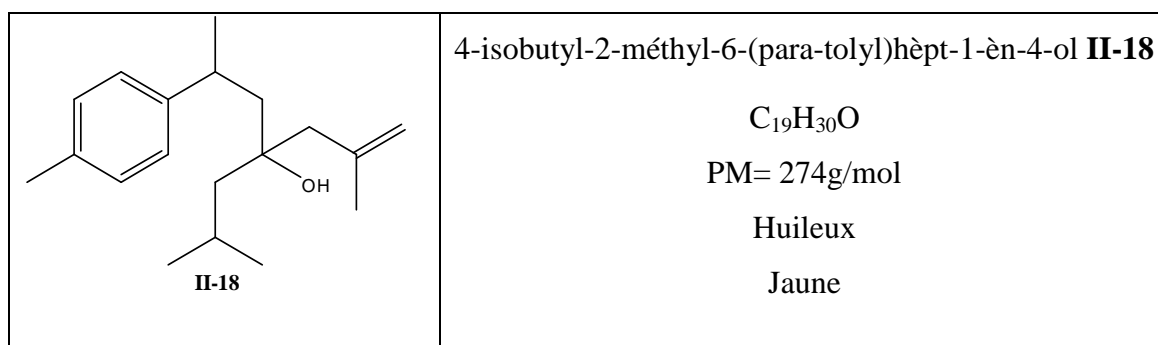 OH
II-18
4-isobutyl-2-méthyl-6-(para-tolyl)hèpt-1-èn-4-ol II-18
C₁₉H₃₀O
PM= 274g/mol
Huileux
Jaune